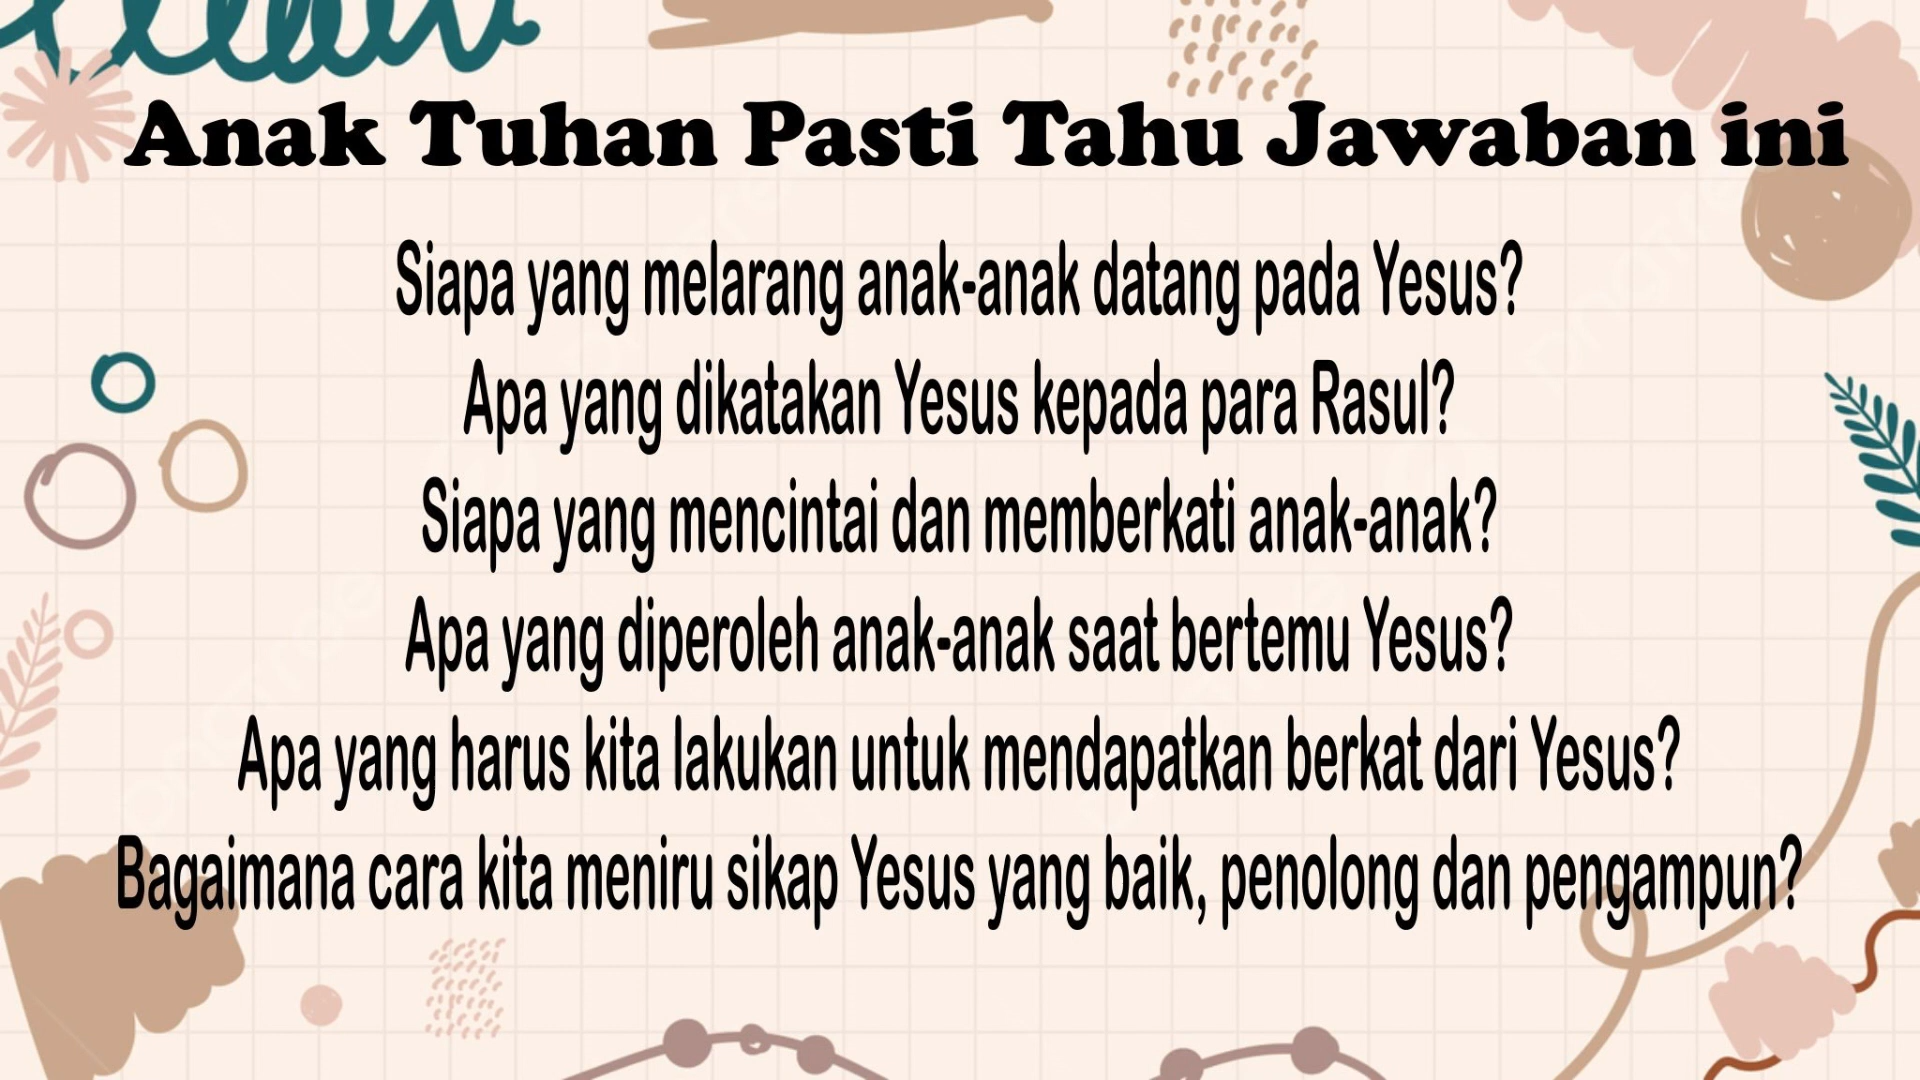 Anak Tuhan Pasti Tahu Jawaban ini
Siapa yang melarang anak-anak datang pada Yesus?
Apa yang dikatakan Yesus kepada para Rasul?
Siapa yang mencintai dan memberkati anak-anak?
Apa yang diperoleh anak-anak saat bertemu Yesus?
Apa yang harus kita lakukan untuk mendapatkan berkat dari Yesus?
Bagaimana cara kita meniru sikap Yesus yang baik, penolong dan pengampun?